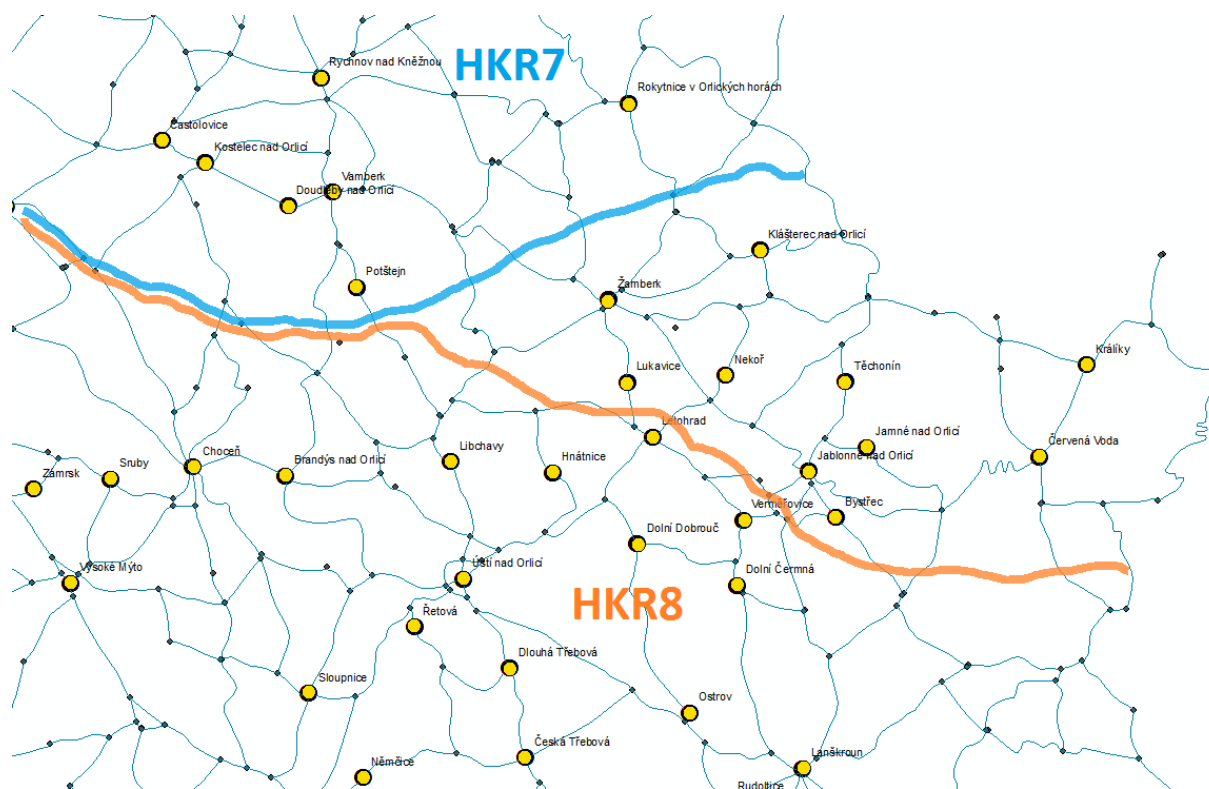 HKR7
Rychnov nad Kněžnou
Rokytnice v Orlických horách
Častolovice
Kostelec nad Orlicí
Vamberk
Doudleby nad Orlicí
Klášterec nad Orlicí
Potštejn
Žamberk
Králíky
Lukavice
Nekoř
Těchonín
Letohrad
Jamné nad Orlicí
Červená Voda
Choceň
Libchavy
Hnátnice
Jablonné nad Orlicí
Zámrsk
Sruby
Brandýs nad Orlicí
Verměřovice
Bystřec
Dolní Dobrouč
Vysoké Mýto
Ústí nad Orlicí
Dolní Čermná
HKR8
Řetová
Dlouhá Třebová
Sloupnice
Ostrov
Česká Třebová
Lanškroun
Němčice
Rudoltice